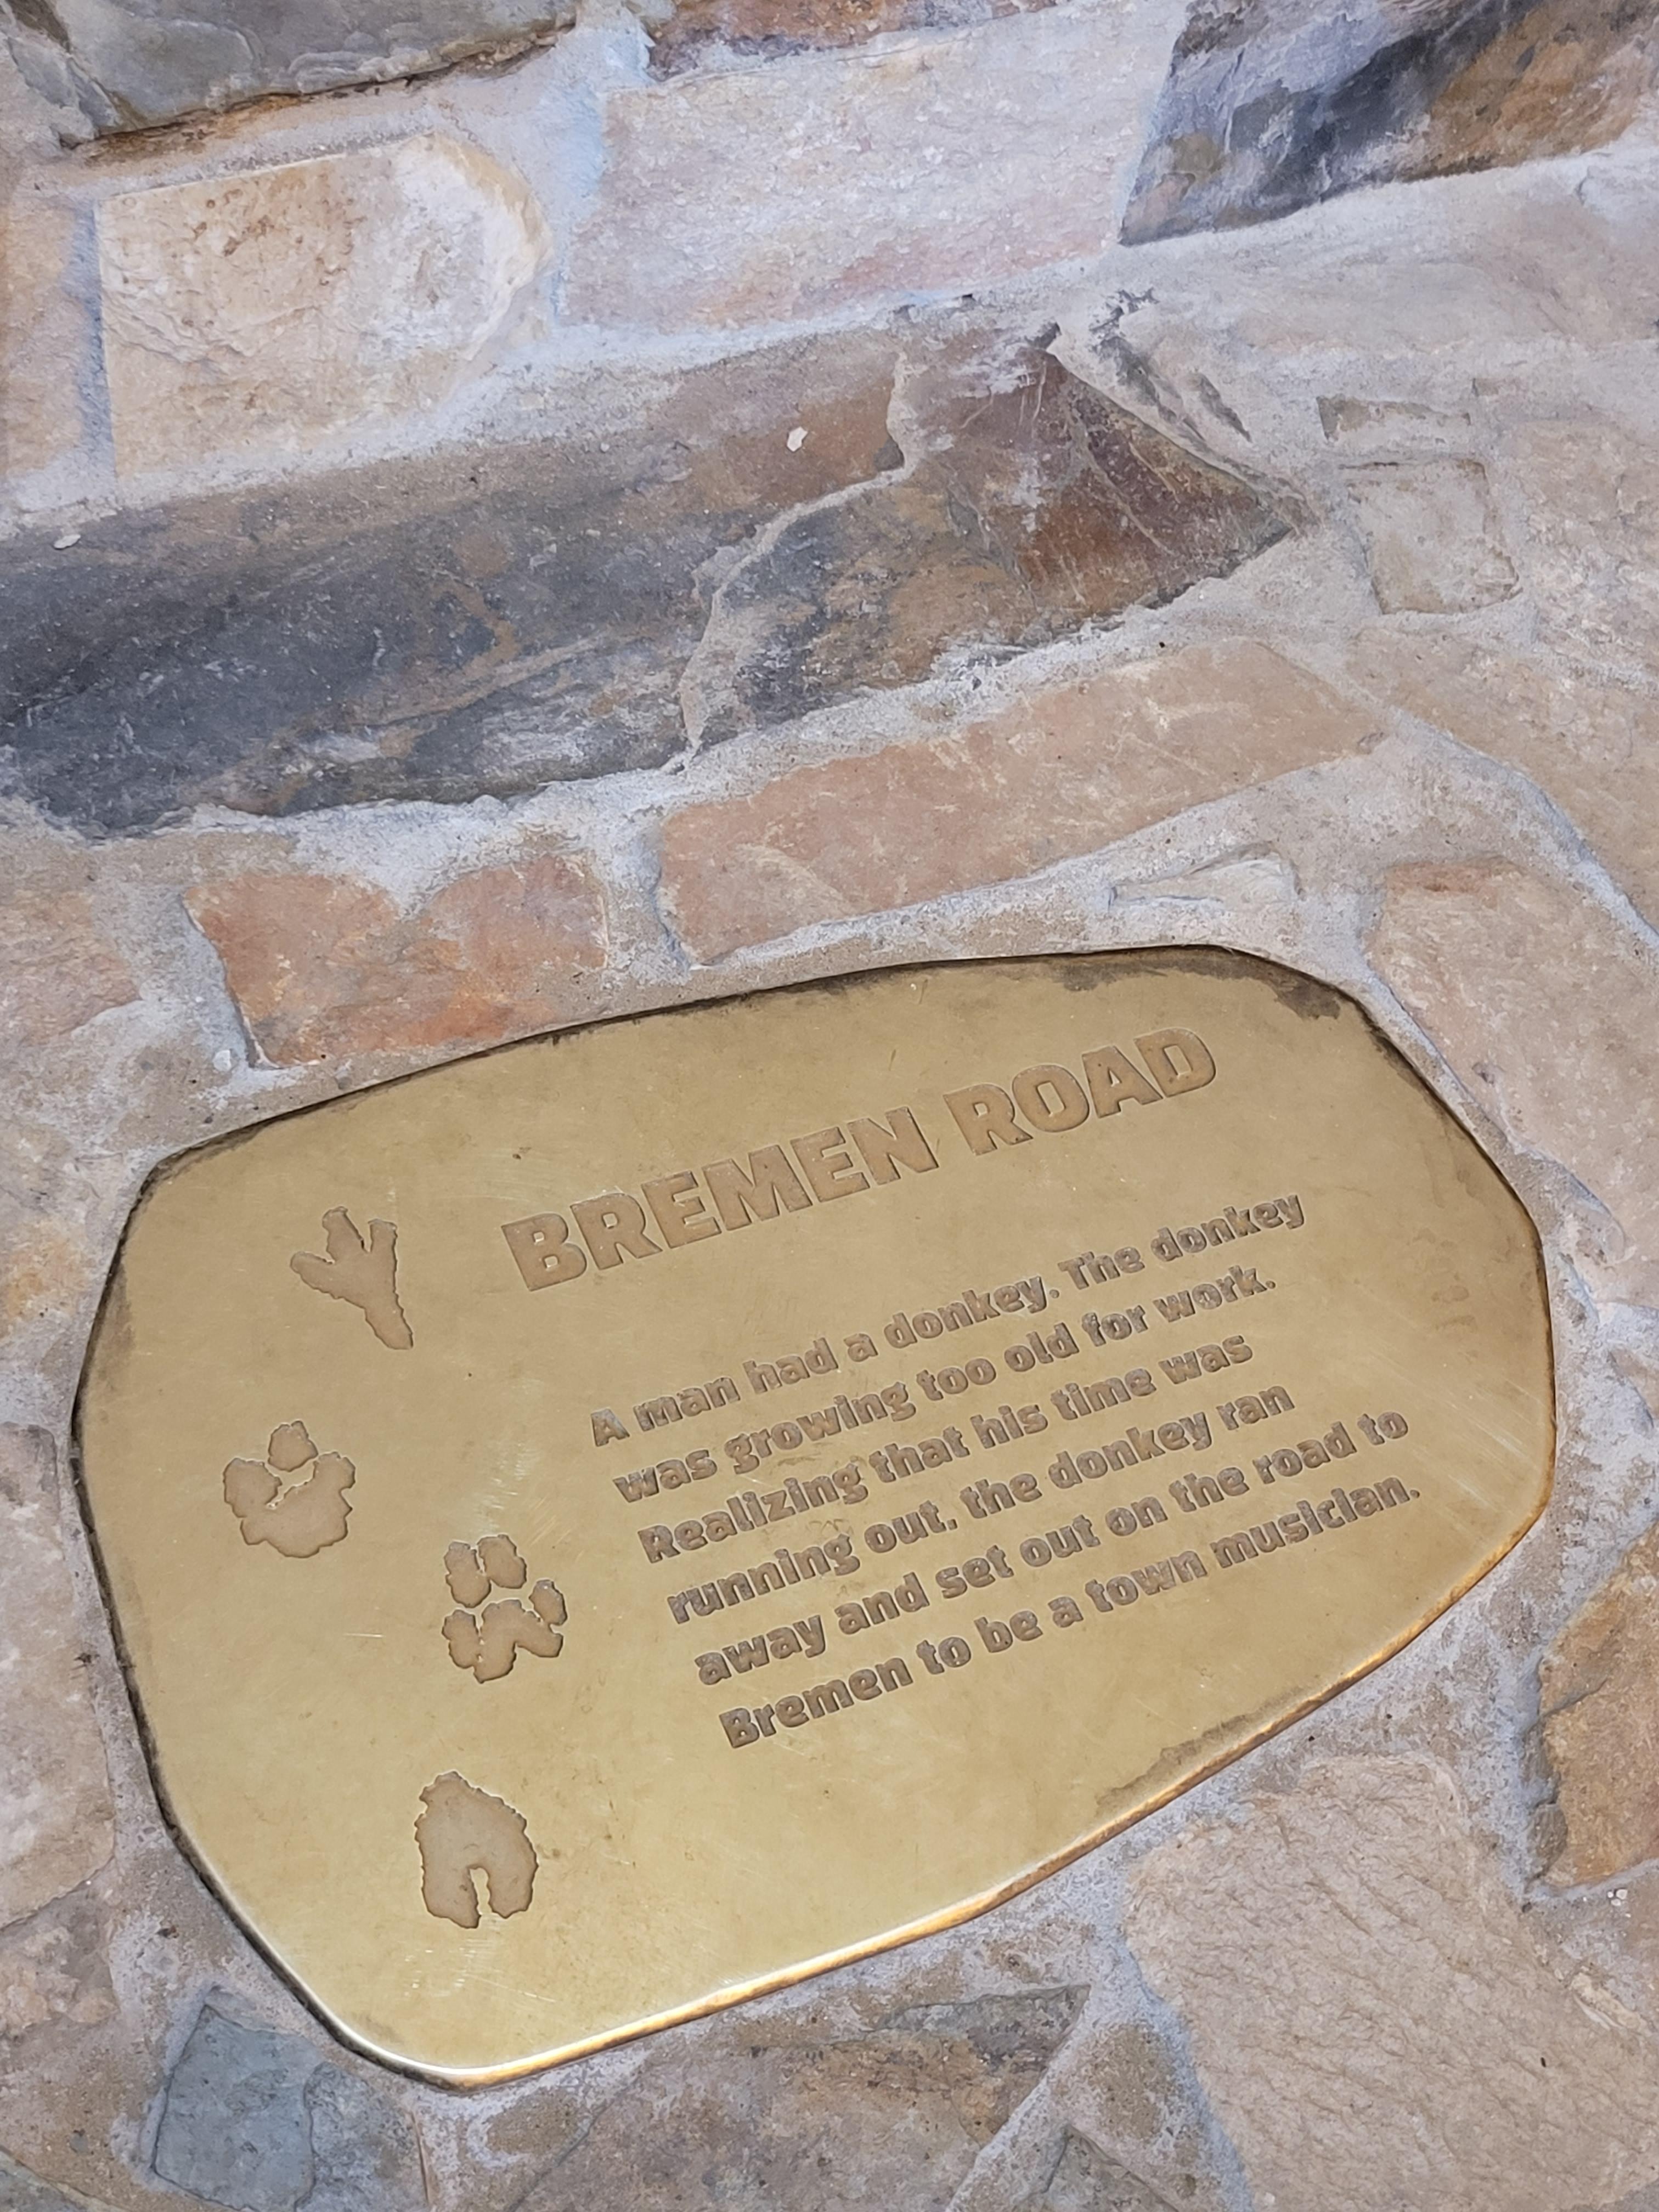 BREMEN ROAD
A man had a donkey. The donkey
was growing too old for work.
Realizing that his time was
running out, the donkey ran
away and set out on the road to
Bremen to be a town musician.